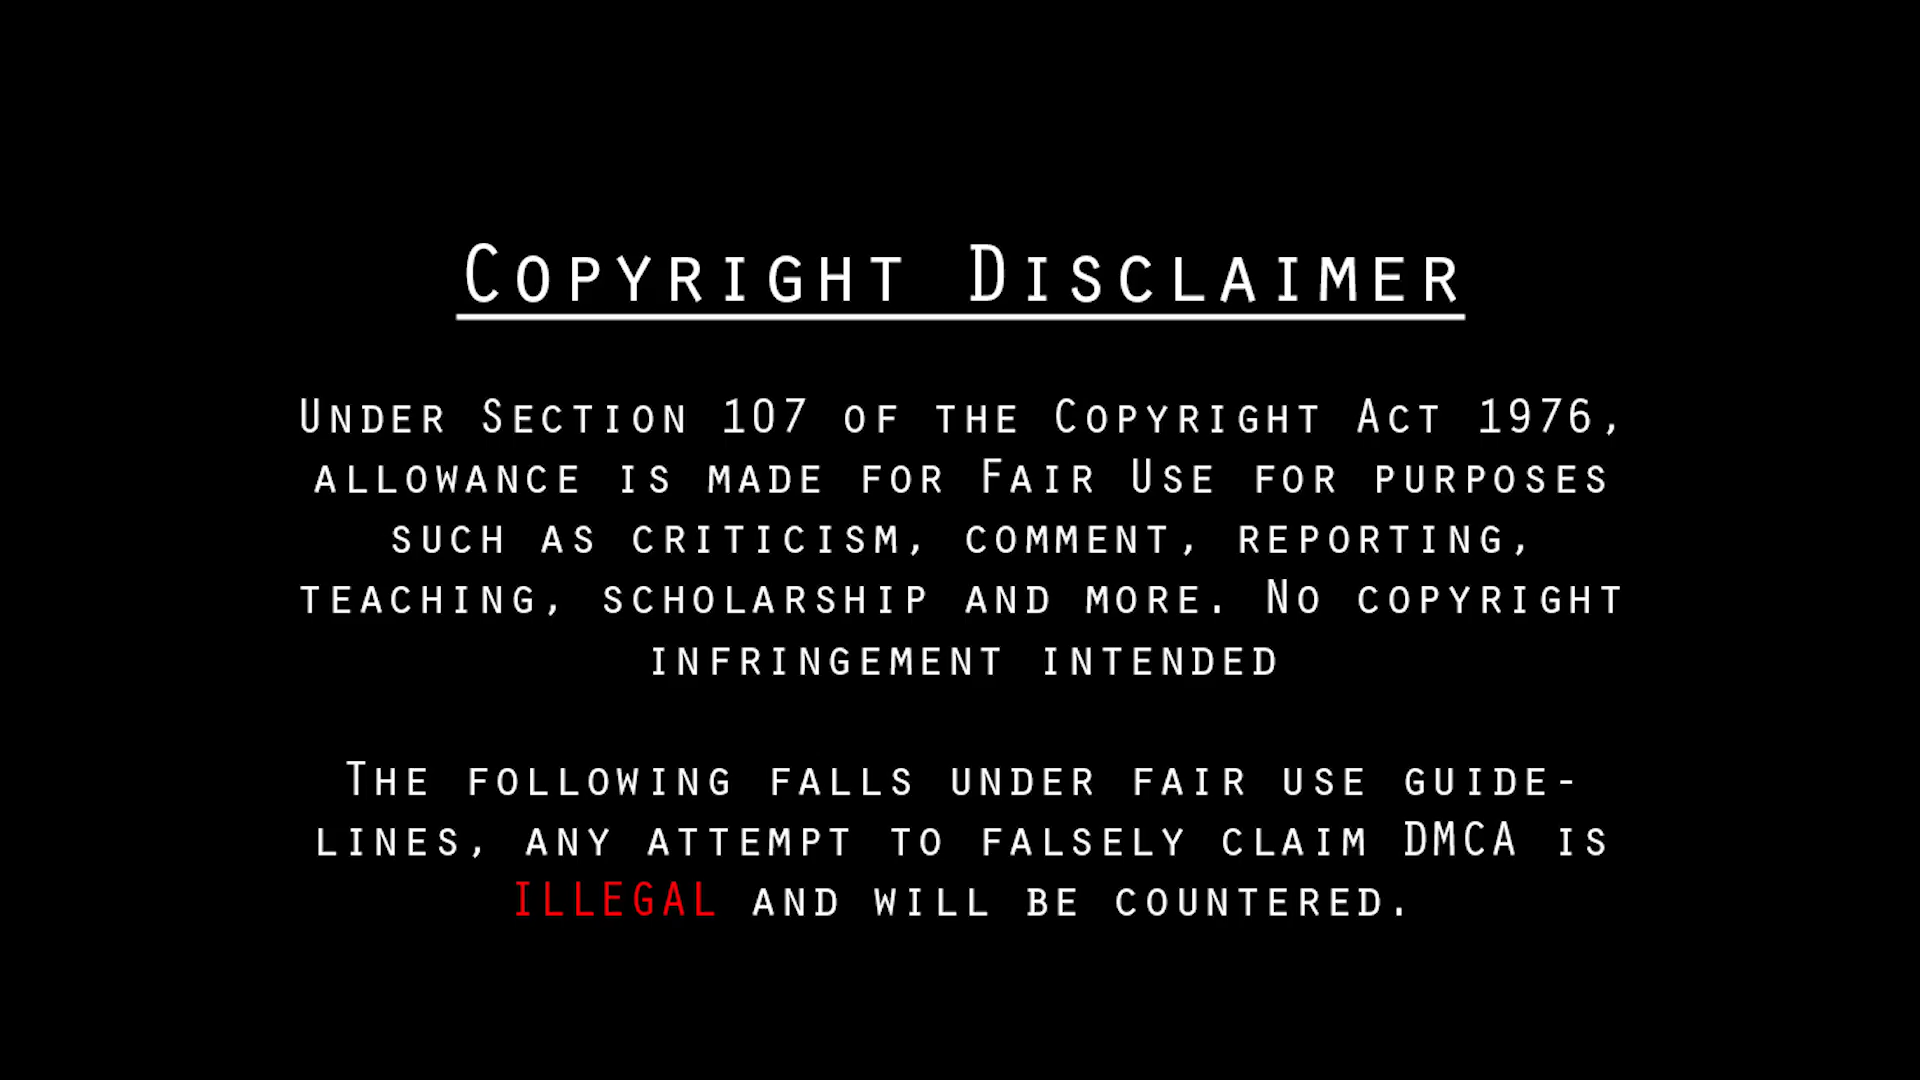 Copyright Disclaimer
Under Section 107 of the Copyright Act 1976,
allowance is made for Fair Use for purposes
such as criticism, comment, reporting,
teaching, scholarship and more. No copyright
infringement intended
The following falls under fair use guide-
lines, any attempt to falsely claim DMCA is
ILLEGAL and will be countered.